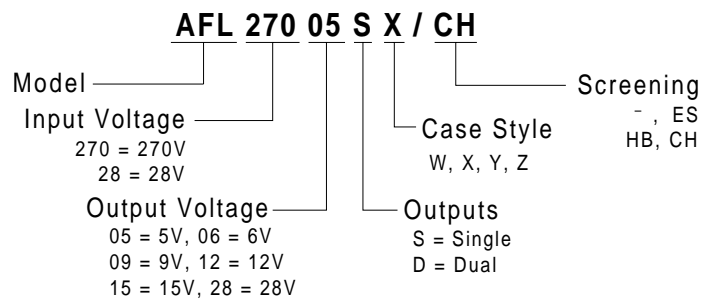 AFL 270 05 S X / CH
Model
Input Voltage
270 = 270V
28 = 28V
Output Voltage
05 = 5V, 06 = 6V
09 = 9V, 12 = 12V
15 = 15V, 28 = 28V
Outputs
S = Single
D = Dual
Case Style
W, X, Y, Z
Screening
– , ES
HB, CH